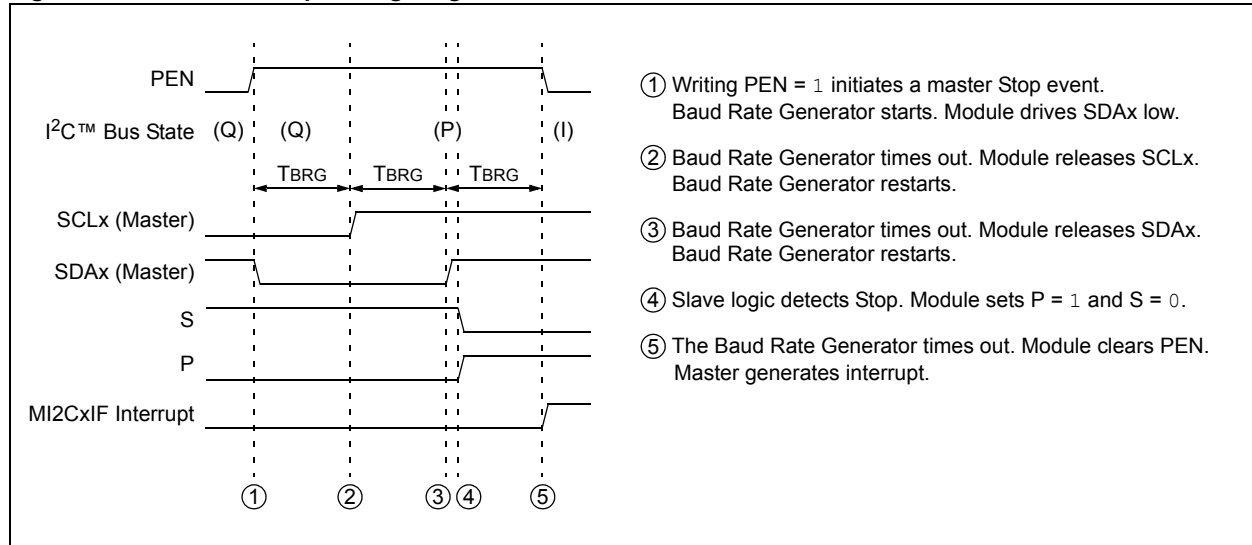 PEN
I2C™ Bus State (Q) (Q) (P) (I)
TBRG TBRG TBRG
SCLx (Master)
SDAx (Master)
S
P
MI2CxIF Interrupt
1 2 3 4 5
1 Writing PEN = 1 initiates a master Stop event.
Baud Rate Generator starts. Module drives SDAx low.
2 Baud Rate Generator times out. Module releases SCLx.
Baud Rate Generator restarts.
3 Baud Rate Generator times out. Module releases SDAx.
Baud Rate Generator restarts.
4 Slave logic detects Stop. Module sets P = 1 and S = 0.
5 The Baud Rate Generator times out. Module clears PEN.
Master generates interrupt.